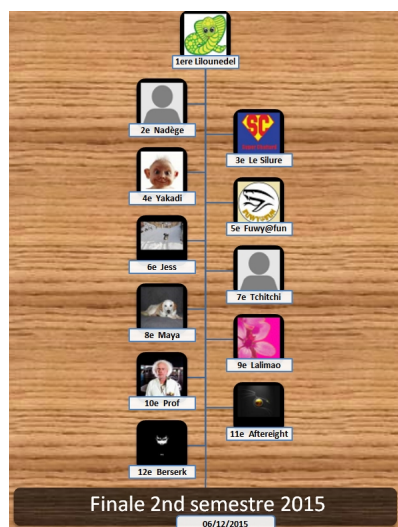 1ere Lilounedel
2e Nadège
SC
3e Le Silure
4e Yakadi
5e Fuwy@fun
6e Jess
7e Tchitchi
8e Maya
9e Lalimao
10e Prof
11e Aftereight
12e Berserk
Finale 2nd semestre 2015
06/12/2015